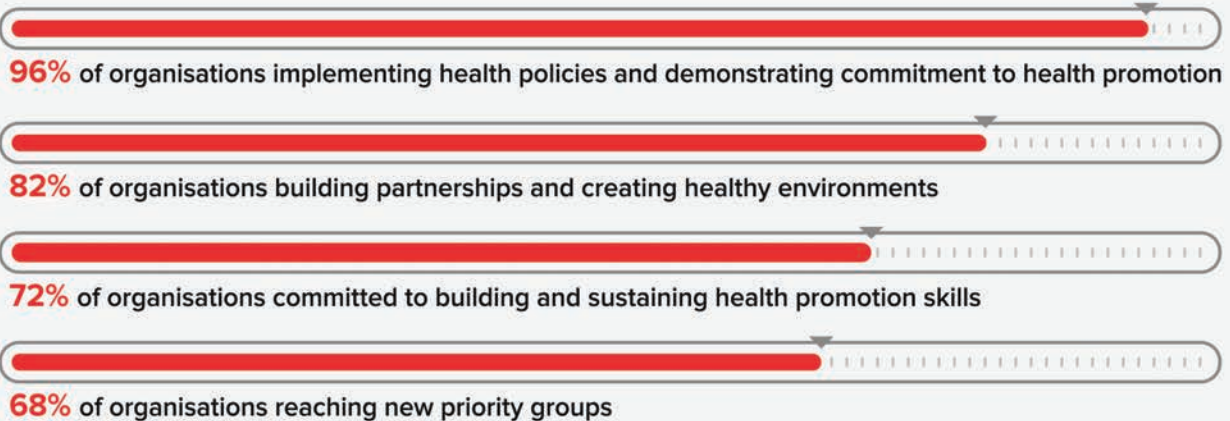 96% of organisations implementing health policies and demonstrating commitment to health promotion
82% of organisations building partnerships and creating healthy environments
72% of organisations committed to building and sustaining health promotion skills
68% of organisations reaching new priority groups